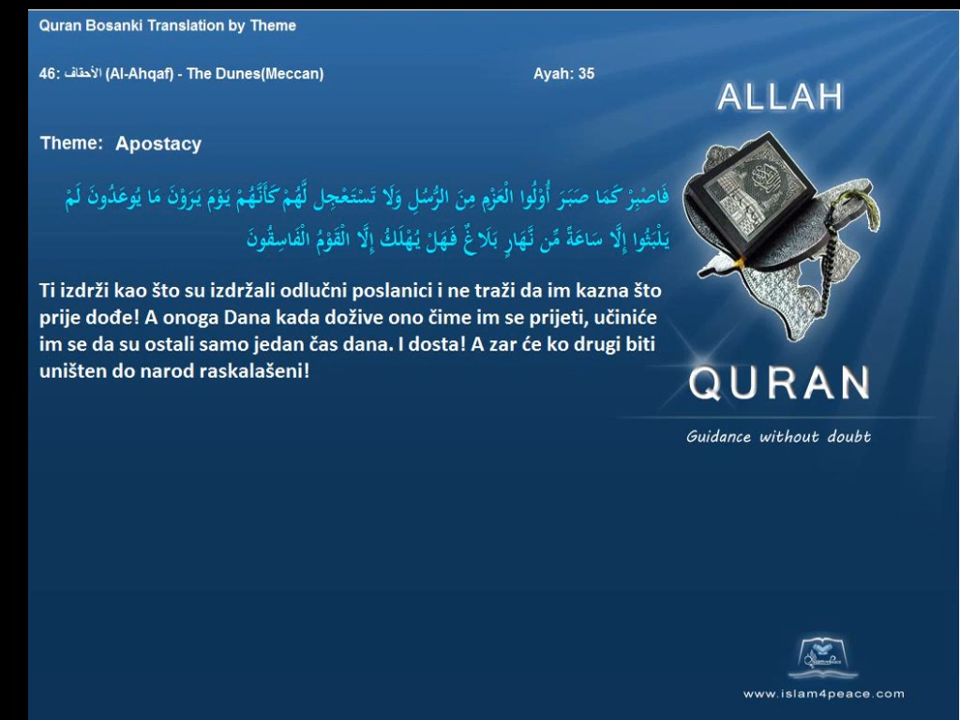 Quran Bosanki Translation by Theme
46: الأحقاف (Al-Ahqaf) - The Dunes(Meccan) Ayah: 35
Theme: Apostacy
فَاصْبِرْ كَمَا صَبَرَ أُوْلُوا الْعَزْمِ مِنَ الرُّسُلِ وَلَا تَسْتَعْجِل لَّهُمْ كَأَنَّهُمْ يَوْمَ يَرَوْنَ مَا يُوعَدُونَ لَمْ
يَلْبَثُوا إِلَّا سَاعَةً مِّن نَّهَارٍ بَلَاغٌ فَهَلْ يُهْلَكُ إِلَّا الْقَوْمُ الْفَاسِقُونَ
Ti izdrži kao što su izdržali odlučni poslanici i ne traži da im kazna što
prije dođe! A onoga Dana kada dožive ono čime im se prijeti, učiniće
im se da su ostali samo jedan čas dana. I dosta! A zar će ko drugi biti
uništen do narod raskalašeni!
ALLAH
QURAN
Guidance without doubt
www.islam4peace.com